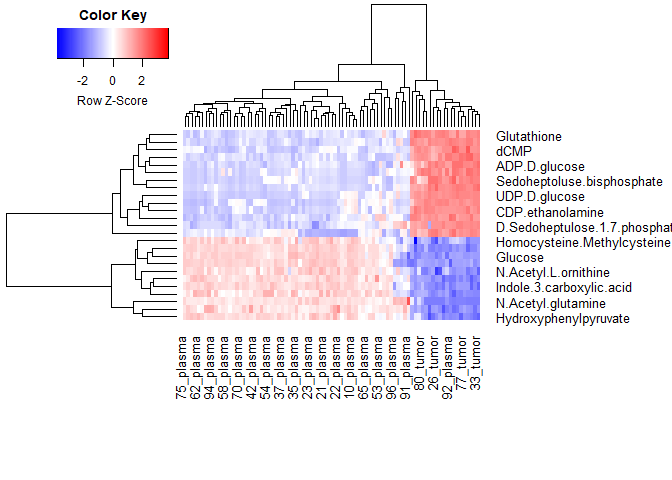 Color Key
-2 0 2
Row Z-Score
Glutathione
dCMP
ADP.D.glucose
Sedoheptoluse.bisphosphate
UDP.D.glucose
CDP.ethanolamine
D.Sedoheptulose.1.7.phosphat
Homocysteine.Methylcysteine
Glucose
N.Acetyl.L.ornithine
Indole.3.carboxylic.acid
N.Acetyl.glutamine
Hydroxyphenylpyruvate
75_plasma
62_plasma
94_plasma
58_plasma
70_plasma
42_plasma
54_plasma
37_plasma
35_plasma
23_plasma
21_plasma
22_plasma
10_plasma
65_plasma
53_plasma
96_plasma
91_plasma
80_tumor
26_tumor
92_plasma
77_tumor
33_tumor